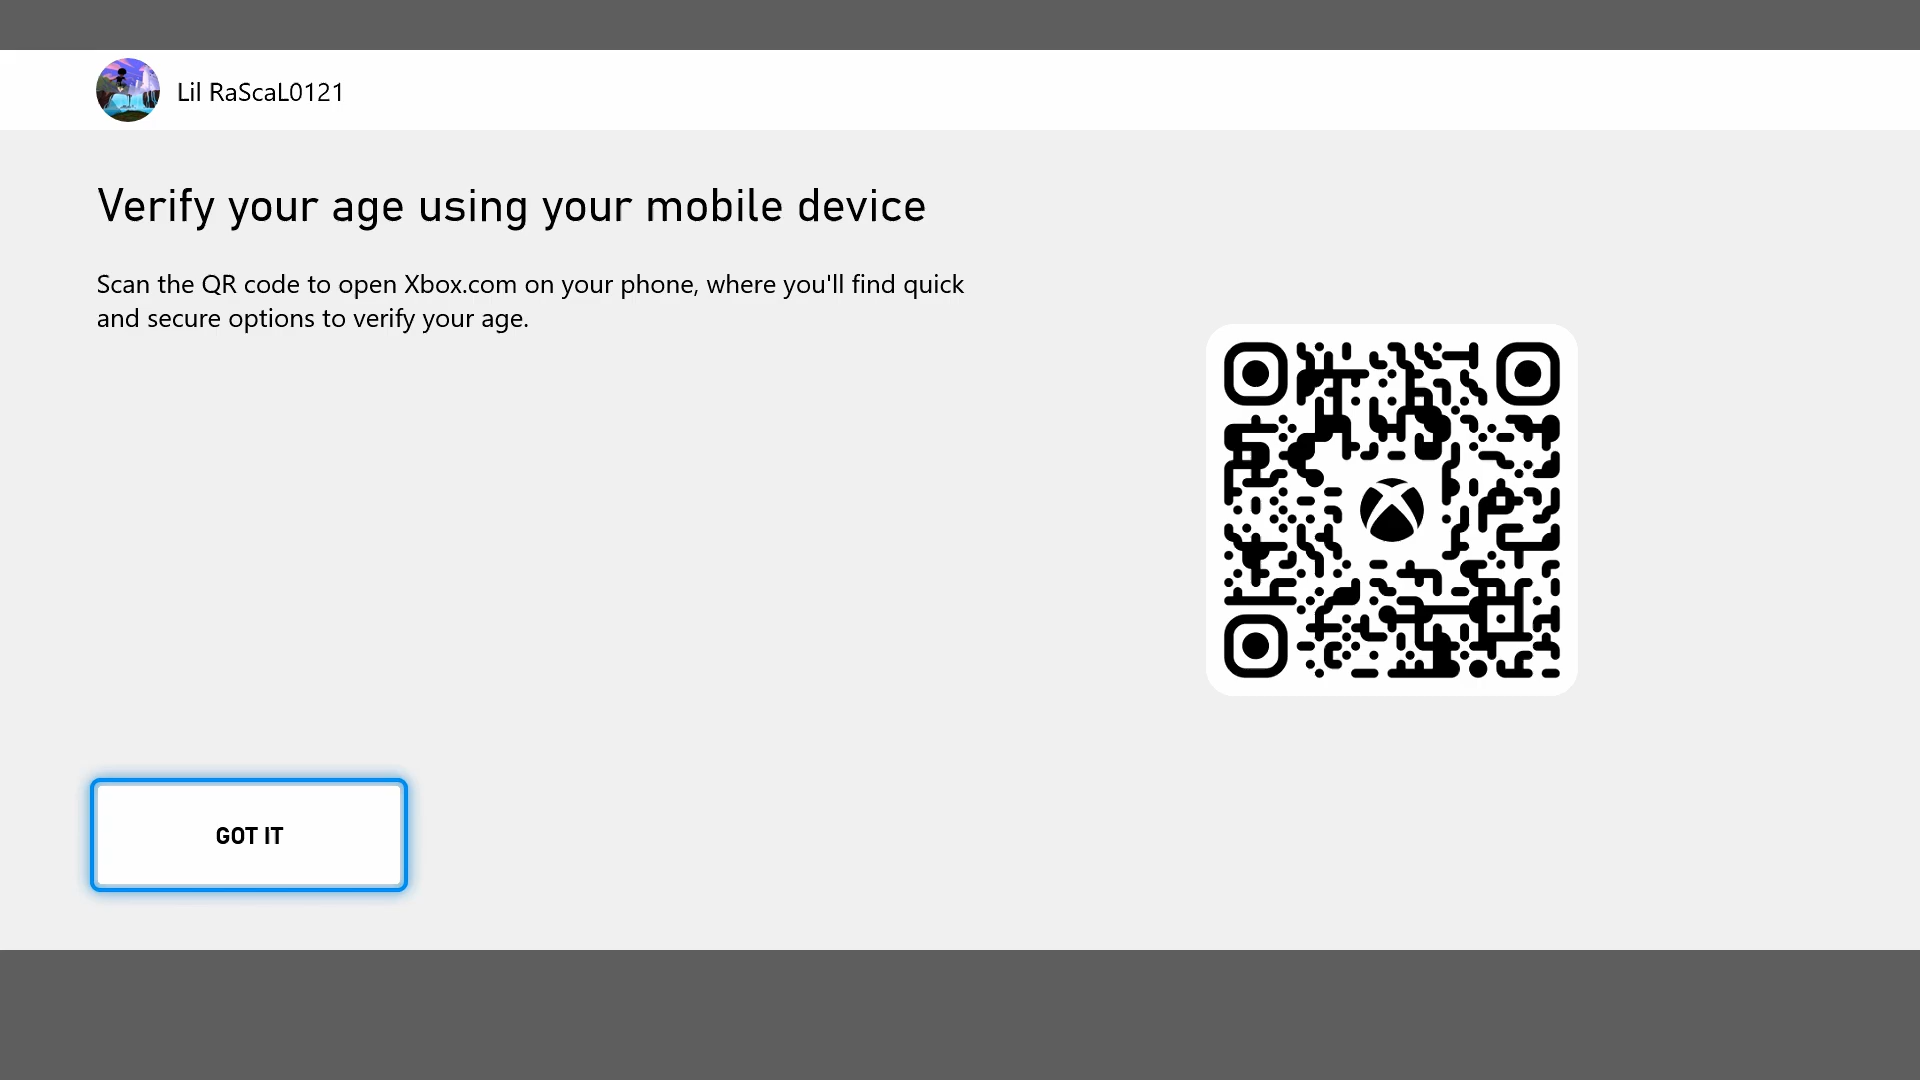 Lil RaScaL0121
Verify your age using your mobile device
Scan the QR code to open Xbox.com on your phone, where you'll find quick
and secure options to verify your age.
GOT IT